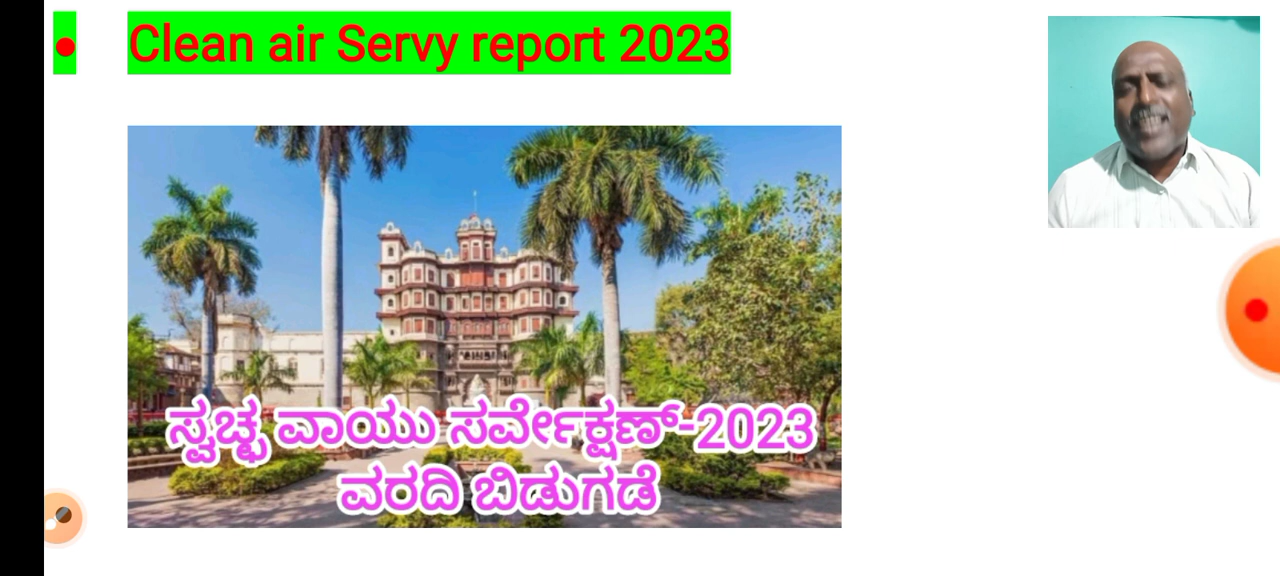 • Clean air Servy report 2023
ಸ್ವಚ್ಛ ವಾಯು ಸರ್ವೇಕ್ಷಣ್-2023
ವರದಿ ಬಿಡುಗಡೆ